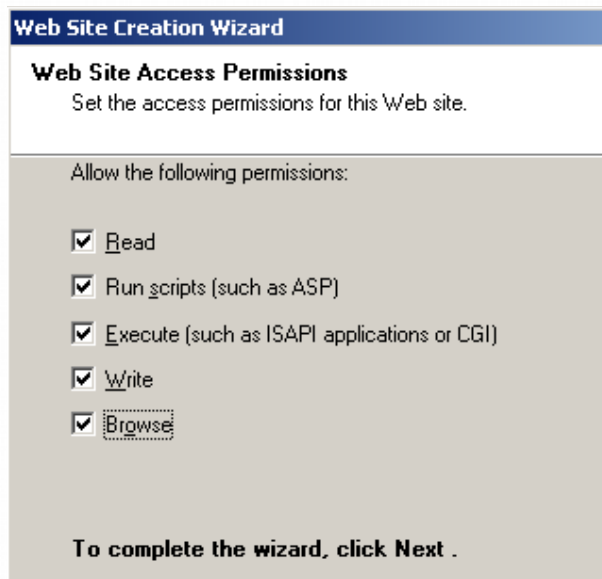 Web Site Creation Wizard
Web Site Access Permissions
Set the access permissions for this Web site.
Allow the following permissions:
Read
Run scripts (such as ASP)
Execute (such as ISAPI applications or CGI)
Write
Browse
To complete the wizard, click Next .